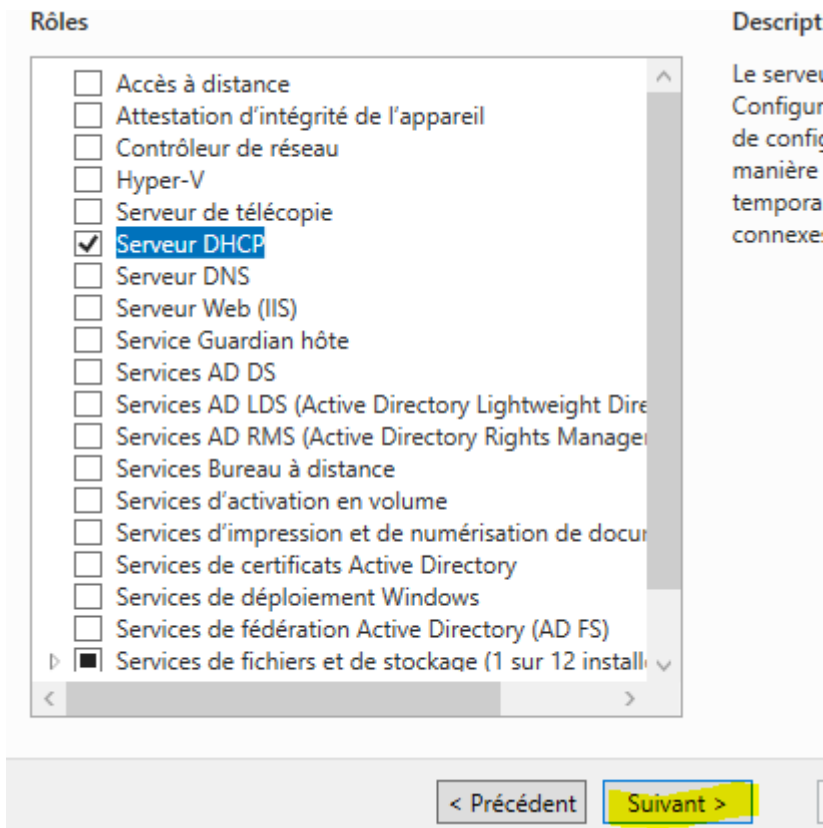 Rôles
Accès à distance
Attestation d'intégrité de l'appareil
Contrôleur de réseau
Hyper-V
Serveur de télécopie
Serveur DHCP
Serveur DNS
Serveur Web (IIS)
Service Guardian hôte
Services AD DS
Services AD LDS (Active Directory Lightweight Dire
Services AD RMS (Active Directory Rights Manager
Services Bureau à distance
Services d'activation en volume
Services d'impression et de numérisation de docu
Services de certificats Active Directory
Services de déploiement Windows
Services de fédération Active Directory (AD FS)
Services de fichiers et de stockage (1 sur 12 install
Descript
Le serveu
Configur
de config
manière
tempora
connexes
< Précédent
Suivant >